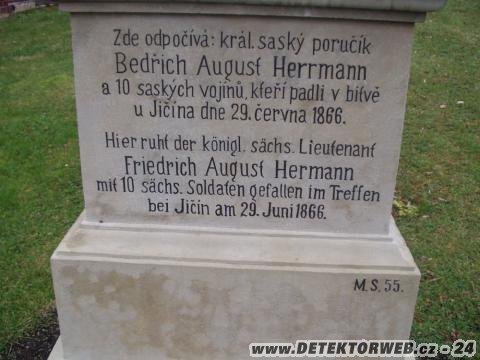 Zde odpočívá: král. saský poručík
Bedřich August Herrmann
a 10 saských vojínů, kteří padli v bitvě
u Jičína dne 29. června 1866.
Hier ruht der königl. sächs. Lieutenant
Friedrich August Hermann
mit 10 sächs. Soldaten gefallen im Treffen
bei Jičin am 29. Juni 1866.
M.S. 55.
www.DETEKTORWEB.cz - 24